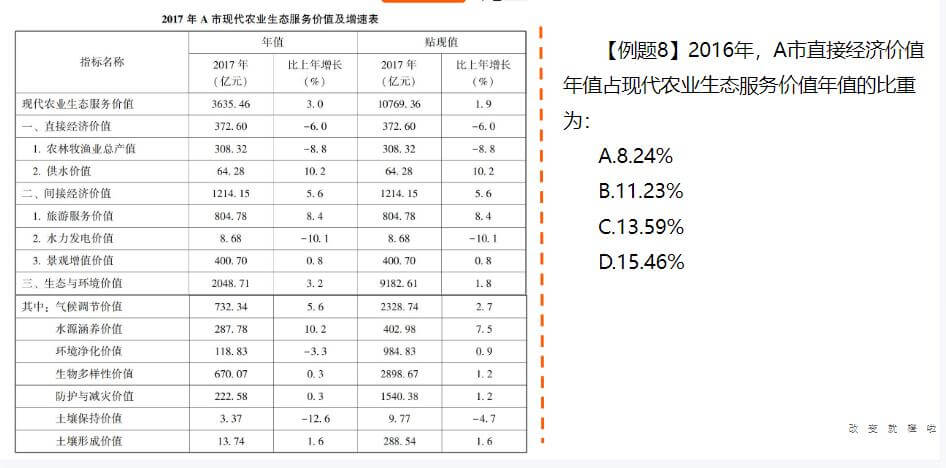 2017 年 A 市现代农业生态服务价值及增速表
指标名称 年值 贴现值
2017 年 比上年增长 2017 年 比上年增长
(亿元) (%) (亿元) (%)
现代农业生态服务价值 3635.46 3.0 10769.36 1.9
一、直接经济价值 372.60 -6.0 372.60 -6.0
1. 农林牧渔业总产值 308.32 -8.8 308.32 -8.8
2. 供水价值 64.28 10.2 64.28 10.2
二、间接经济价值 1214.15 5.6 1214.15 5.6
1. 旅游服务价值 804.78 8.4 804.78 8.4
2. 水力发电价值 8.68 -10.1 8.68 -10.1
3. 景观增值价值 400.70 0.8 400.70 0.8
三、生态与环境价值 2048.71 3.2 9182.61 1.8
其中：气候调节价值 732.34 5.6 2328.74 2.7
水源涵养价值 287.78 10.2 402.98 7.5
环境净化价值 118.83 -3.3 984.83 0.9
生物多样性价值 670.07 0.3 2898.67 1.2
防护与减灾价值 222.58 0.3 1540.38 1.2
土壤保持价值 3.37 -12.6 9.77 -4.7
土壤形成价值 13.74 1.6 288.54 1.6
【例题8】2016年，A市直接经济价值
年值占现代农业生态服务价值年值的比重
为：
A.8.24%
B.11.23%
C.13.59%
D.15.46%
改 变 就 现在